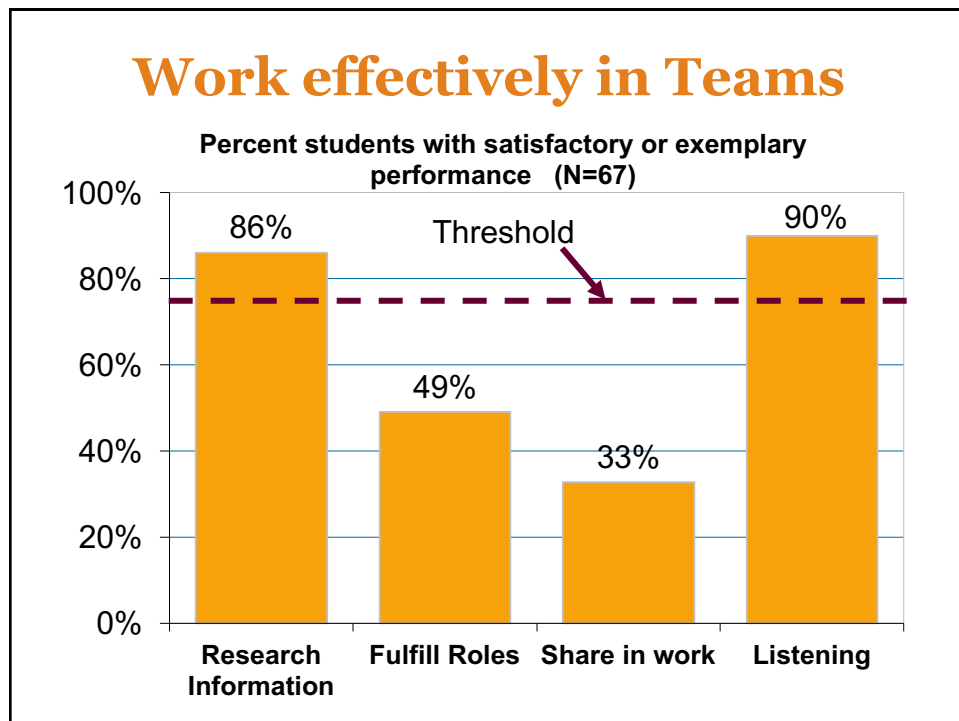 Work effectively in Teams
Percent students with satisfactory or exemplary
performance (N=67)
100%
86%
Threshold
90%
80%
60%
49%
40%
33%
20%
0%
Research
Information
Fulfill Roles
Share in work
Listening